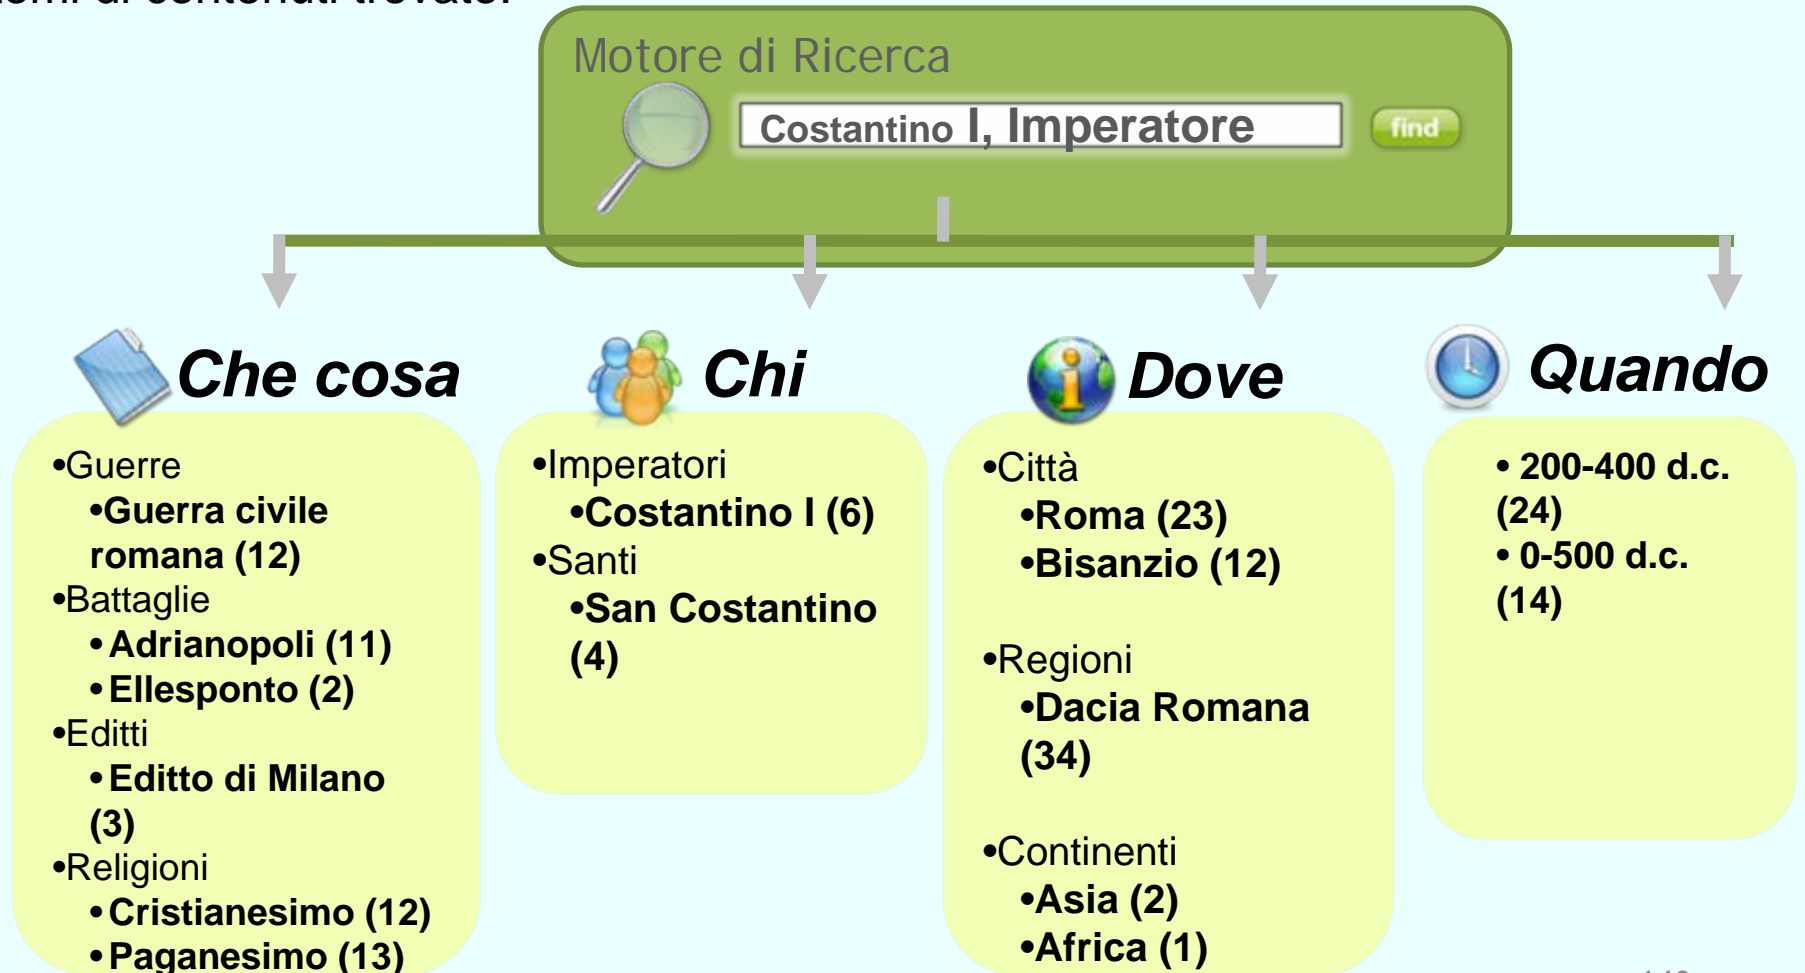 di contenuti trovato.
Motore di Ricerca
Costantino I, Imperatore
find
Che cosa
•Guerre
•Guerra civile
romana (12)
•Battaglie
•Adrianopoli (11)
•Ellesponto (2)
•Editti
•Editto di Milano
(3)
•Religioni
•Cristianesimo (12)
•Paganesimo (13)
Chi
•Imperatori
•Costantino I (6)
•Santi
•San Costantino
(4)
Dove
•Città
•Roma (23)
•Bisanzio (12)
•Regioni
•Dacia Romana
(34)
•Continenti
•Asia (2)
•Africa (1)
Quando
• 200-400 d.c.
(24)
• 0-500 d.c.
(14)